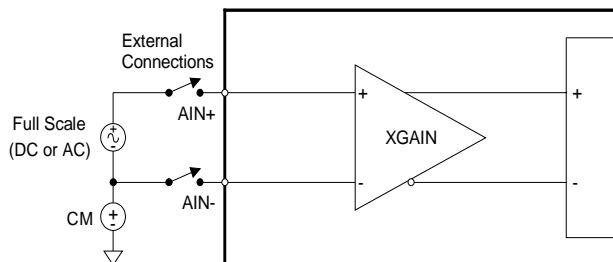 External
Connections
AIN+
Full Scale
(DC or AC)
+
-
AIN-
CM
+
-
+
-
XGAIN
+
-